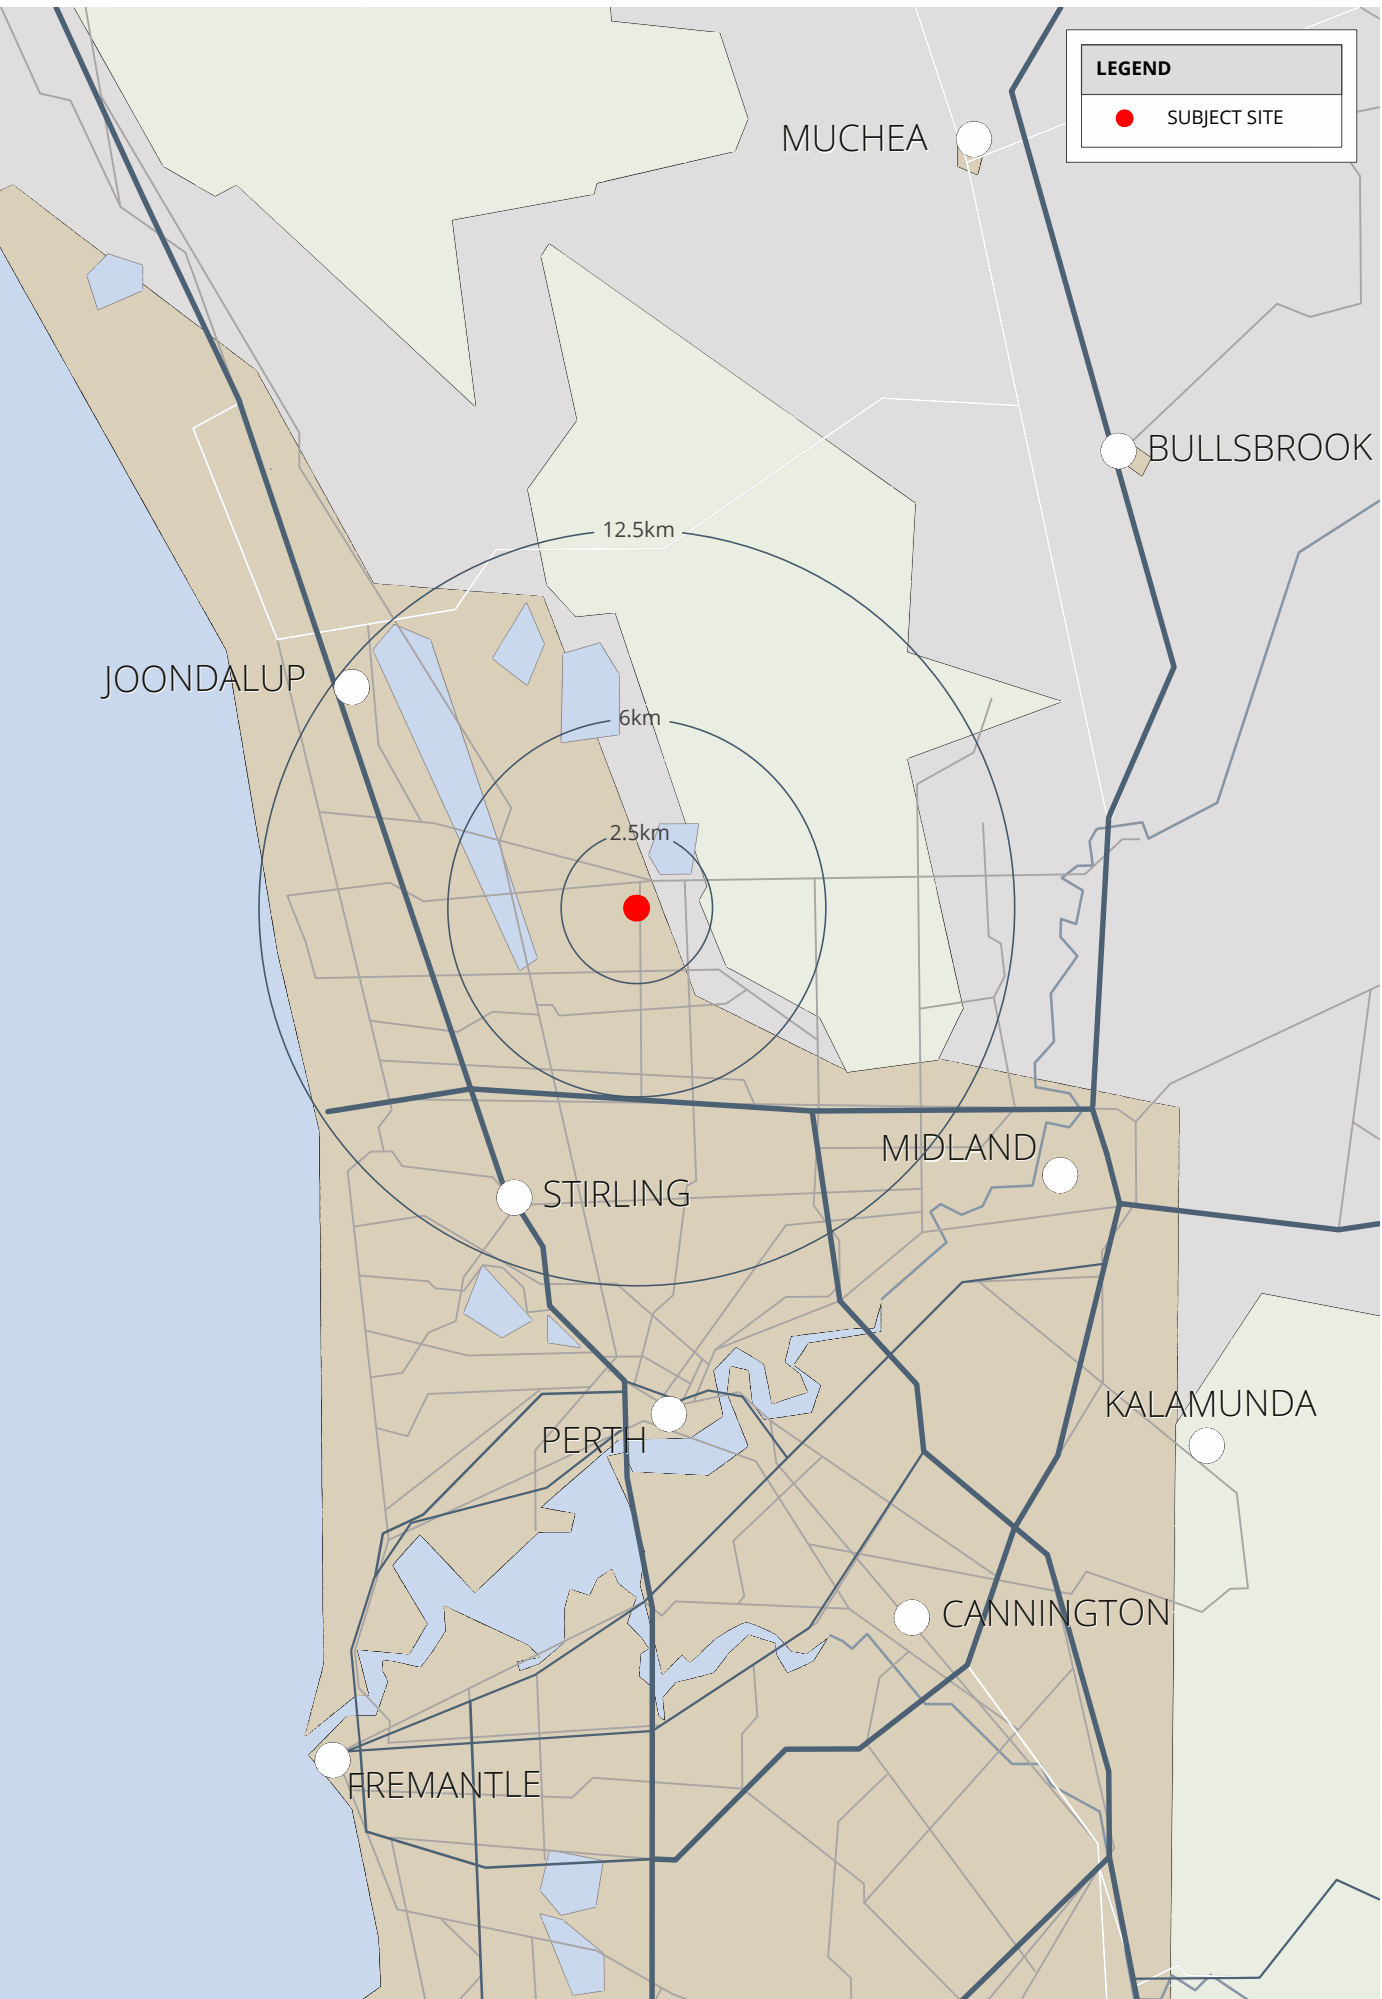 LEGEND
SUBJECT SITE
MUCHEA
BULLSBROOK
12.5km
JOONDALUP
6km
2.5km
MIDLAND
STIRLING
KALAMUNDA
PERTH
CANNINGTON
FREMANTLE